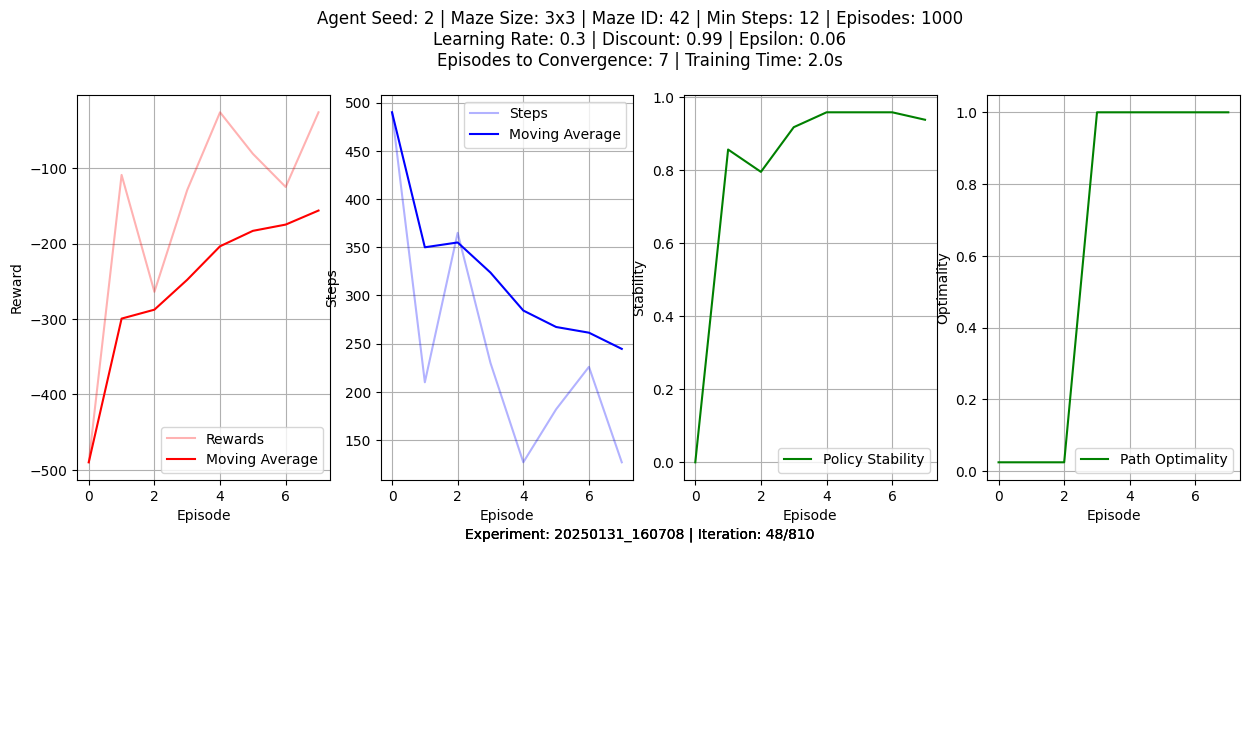 Agent Seed: 2 | Maze Size: 3x3 | Maze ID: 42 | Min Steps: 12 | Episodes: 1000
Learning Rate: 0.3 | Discount: 0.99 | Epsilon: 0.06
Episodes to Convergence: 7 | Training Time: 2.0s
Reward
−100
−200
−300
−400
−500
Rewards
Moving Average
0 2 4 6
Episode
Steps
500
450
400
350
300
250
200
150
Steps
Moving Average
0 2 4 6
Episode
Stability
1.0
0.8
0.6
0.4
0.2
0.0
Policy Stability
0 2 4 6
Episode
Optimality
1.0
0.8
0.6
0.4
0.2
0.0
Path Optimality
0 2 4 6
Episode
Experiment: 20250131_160708 | Iteration: 48/810